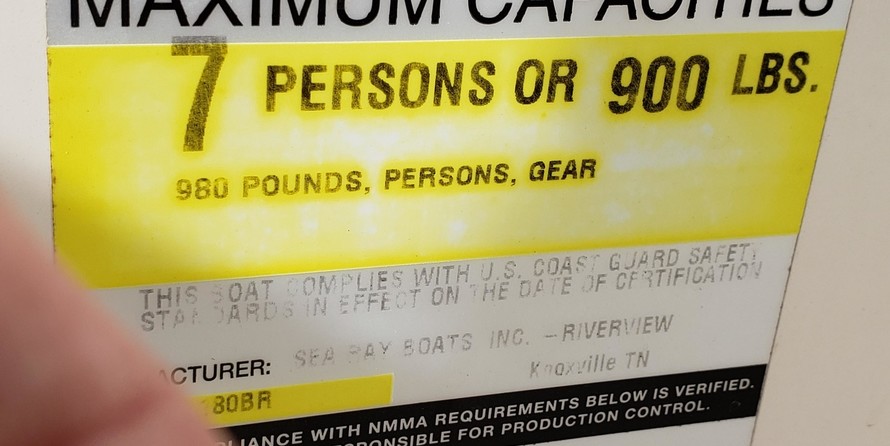 MAXIMUM CAPACITIES
7 PERSONS OR 900 LBS.
980 POUNDS, PERSONS, GEAR
THIS BOAT COMPLIES WITH U.S. COAST GUARD SAFETY
STANDARDS IN EFFECT ON THE DATE OF CERTIFICATION
SEA RAY BOATS INC. –RIVERVIEW
ACTURER: Knoxville TN
80BR
LIANCE WITH NMMA REQUIREMENTS BELOW IS VERIFIED.
PONSIBLE FOR PRODUCTION CONTROL.